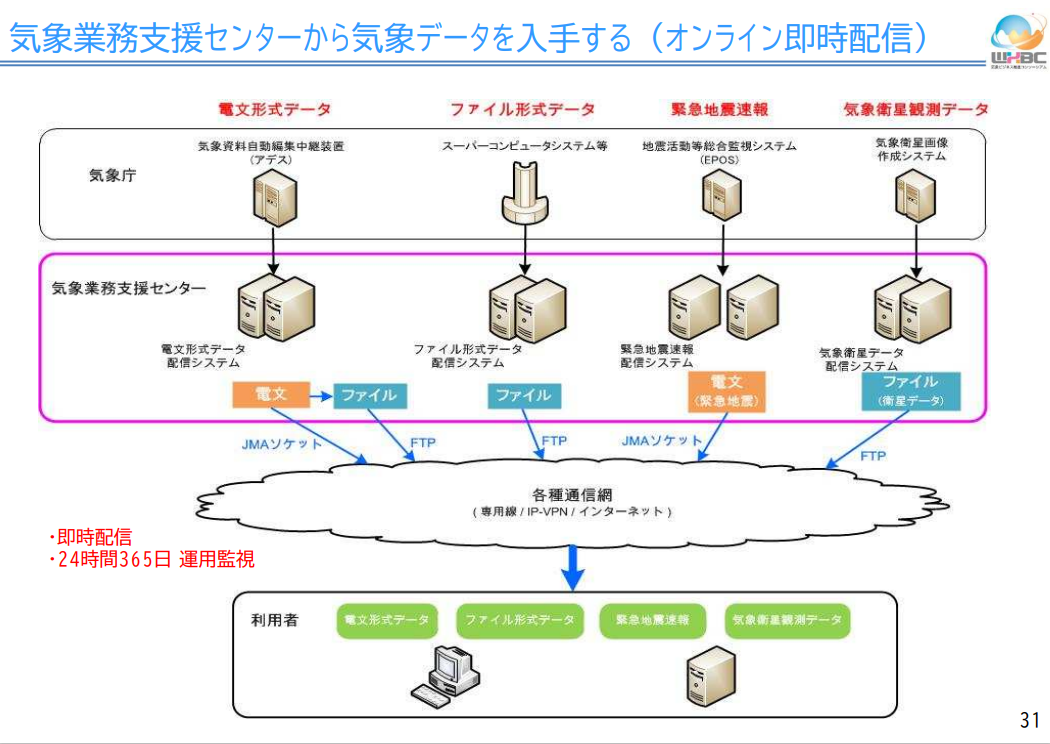 気象業務支援センターから気象データを入手する（オンライン即時配信）
WXBC
気象ビジネス推進コンソーシアム
電文形式データ
ファイル形式データ
緊急地震速報
気象衛星観測データ
気象庁
気象資料自動編集中継装置
（アデス）
スーパーコンピュータシステム等
地震活動等総合監視システム
（EPOS）
気象衛星画像
作成システム
気象業務支援センター
電文形式データ
配信システム
ファイル形式データ
配信システム
緊急地震速報
配信システム
気象衛星データ
配信システム
電文
ファイル
ファイル
電文
（緊急地震）
ファイル
（衛星データ）
JMAソケット
FTP
FTP
JMAソケット
FTP
各種通信網
（専用線 / IP-VPN / インターネット）
・即時配信
・24時間365日 運用監視
利用者
電文形式データ
ファイル形式データ
緊急地震速報
気象衛星観測データ
31